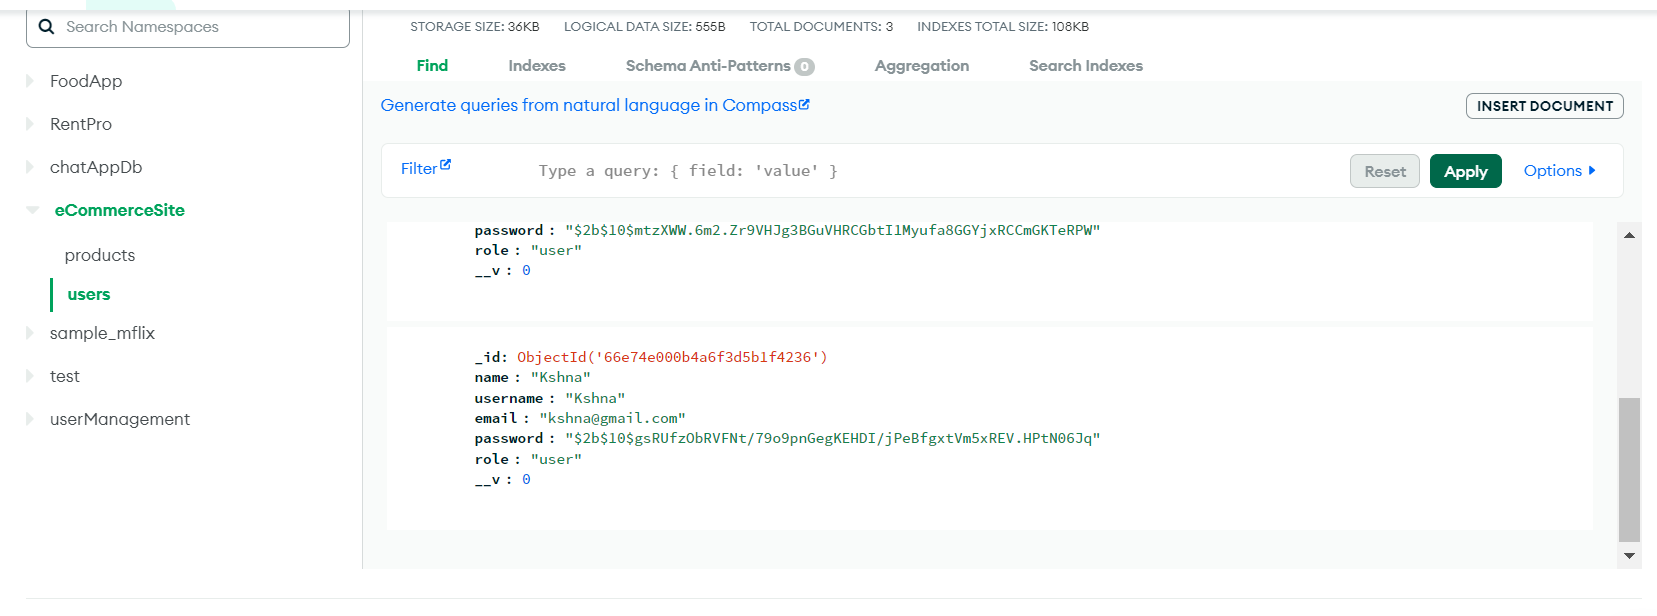 Search Namespaces
FoodApp
RentPro
chatAppDb
eCommerceSite
products
users
sample_mflix
test
userManagement
STORAGE SIZE: 36KB LOGICAL DATA SIZE: 555B TOTAL DOCUMENTS: 3 INDEXES TOTAL SIZE: 108KB
Find Indexes Schema Anti-Patterns 0 Aggregation Search Indexes
Generate queries from natural language in Compass
INSERT DOCUMENT
Filter Type a query: { field: 'value' } Reset Apply Options
password : "$2b$10$mtzXWW.6m2.Zr9VHJg3BGuVHRCGbtI1Myufa8GGYjxRCCmGKTeRPW"
role : "user"
__v : 0
_id: ObjectId('66e74e000b4a6f3d5b1f4236')
name : "Kshna"
username : "Kshna"
email : "kshna@gmail.com"
password : "$2b$10$gsRUfzObRVFNt/79o9pnGegKEHDI/jPeBfgxtVm5xREV.HPtN06Jq"
role : "user"
__v : 0